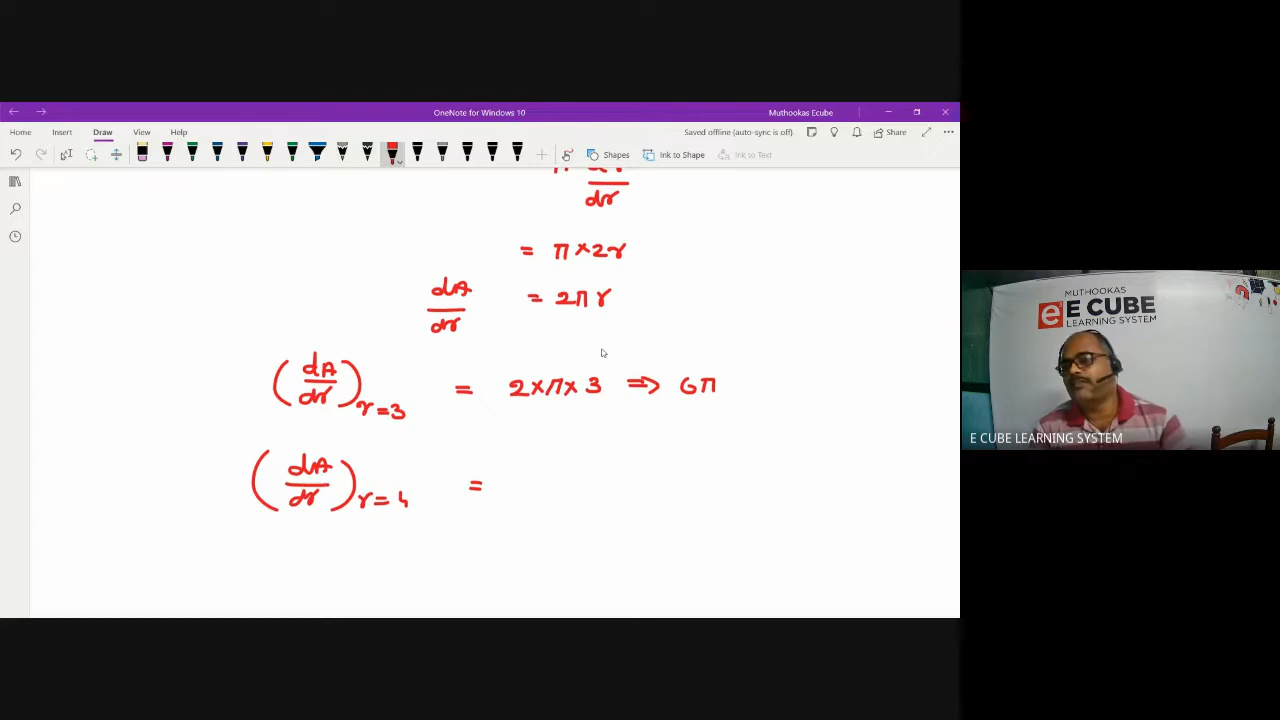 OneNote for Windows 10
Muthookas Ecube
Home Insert Draw View Help
Saved offline (auto-sync is off)
Share
Shapes
Ink to Shape
Ink to Text
dr
= π × 2r
dA/dr = 2πr
(dA/dr) r=3 = 2×π×3 ⇒ 6π
(dA/dr) r=4 =
MUTHOOKAS
e³ E CUBE
LEARNING SYSTEM
E CUBE LEARNING SYSTEM